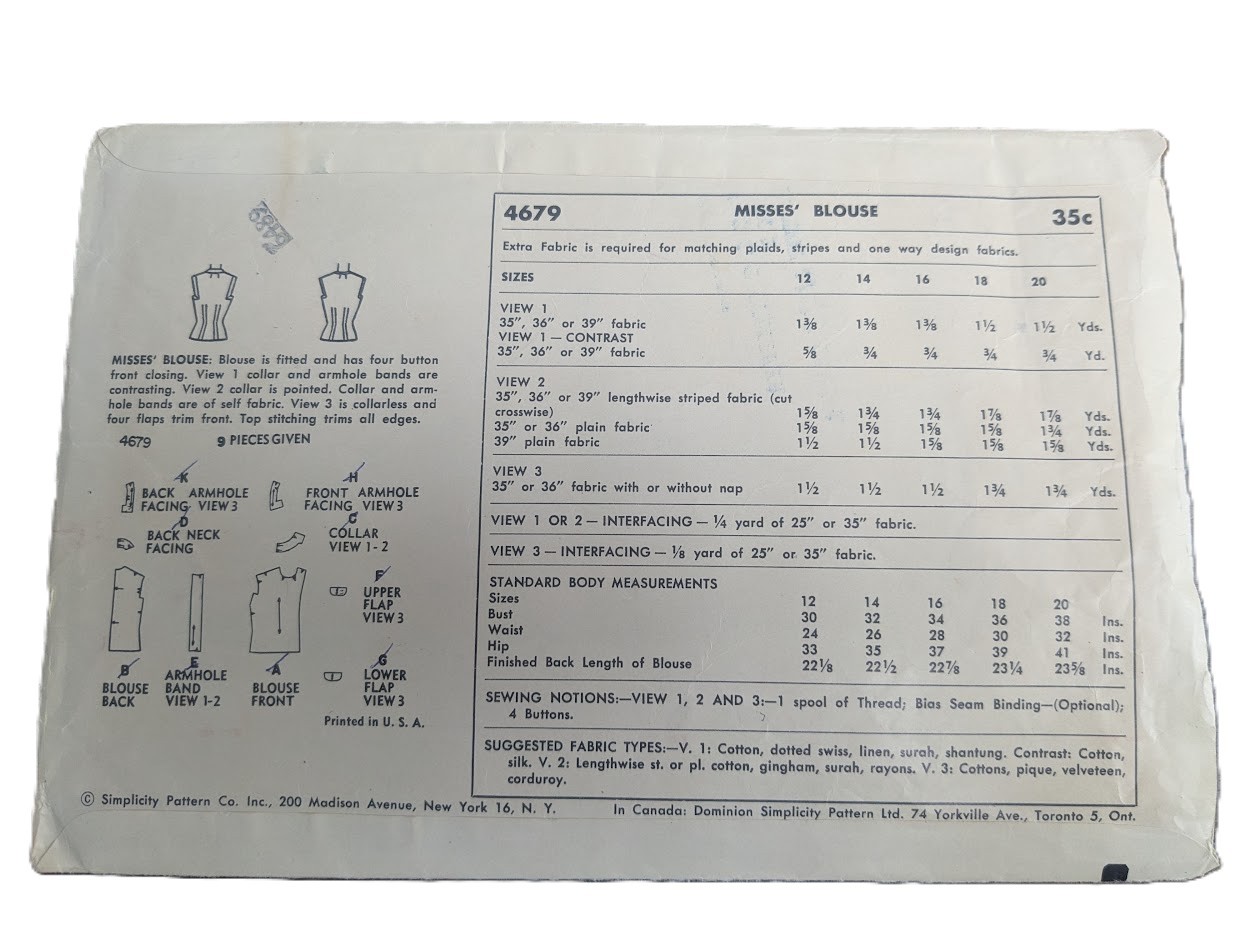 6489
MISSES' BLOUSE: Blouse is fitted and has four button
front closing. View 1 collar and armhole bands are
contrasting. View 2 collar is pointed. Collar and arm-
hole bands are of self fabric. View 3 is collarless and
four flaps trim front. Top stitching trims all edges.
4679 9 PIECES GIVEN
K
BACK ARMHOLE
FACING VIEW 3
H
FRONT ARMHOLE
FACING VIEW 3
D
BACK NECK
FACING
C
COLLAR
VIEW 1-2
F
UPPER
FLAP
VIEW 3
B
BLOUSE
BACK
E
ARMHOLE
BAND
VIEW 1-2
A
BLOUSE
FRONT
G
LOWER
FLAP
VIEW 3
Printed in U. S. A.
4679 MISSES' BLOUSE 35c
Extra Fabric is required for matching plaids, stripes and one way design fabrics.
SIZES 12 14 16 18 20
VIEW 1
35", 36" or 39" fabric 1⅜ 1⅜ 1⅜ 1½ 1½ Yds.
VIEW 1 — CONTRAST
35", 36" or 39" fabric ⅝ ¾ ¾ ¾ ¾ Yd.
VIEW 2
35", 36" or 39" lengthwise striped fabric (cut
crosswise) 1⅝ 1¾ 1¾ 1⅞ 1⅞ Yds.
35" or 36" plain fabric 1⅝ 1⅝ 1⅝ 1⅝ 1¾ Yds.
39" plain fabric 1½ 1½ 1⅝ 1⅝ 1⅝ Yds.
VIEW 3
35" or 36" fabric with or without nap 1½ 1½ 1½ 1¾ 1¾ Yds.
VIEW 1 OR 2 — INTERFACING — ¼ yard of 25" or 35" fabric.
VIEW 3 — INTERFACING — ⅛ yard of 25" or 35" fabric.
STANDARD BODY MEASUREMENTS
Sizes 12 14 16 18 20
Bust 30 32 34 36 38 Ins.
Waist 24 26 28 30 32 Ins.
Hip 33 35 37 39 41 Ins.
Finished Back Length of Blouse 22⅛ 22½ 22⅞ 23¼ 23⅝ Ins.
SEWING NOTIONS:—VIEW 1, 2 AND 3:—1 spool of Thread; Bias Seam Binding—(Optional);
4 Buttons.
SUGGESTED FABRIC TYPES:—V. 1: Cotton, dotted swiss, linen, surah, shantung. Contrast: Cotton,
silk. V. 2: Lengthwise st. or pl. cotton, gingham, surah, rayons. V. 3: Cottons, pique, velveteen,
corduroy.
© Simplicity Pattern Co. Inc., 200 Madison Avenue, New York 16, N. Y. In Canada: Dominion Simplicity Pattern Ltd. 74 Yorkville Ave., Toronto 5, Ont.